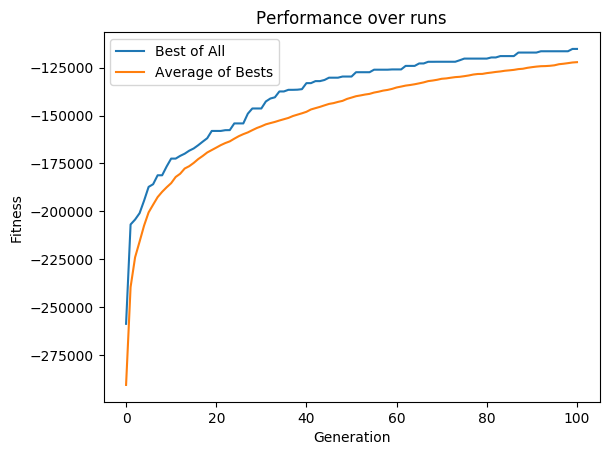 Performance over runs
Best of All
Average of Bests
−125000
−150000
−175000
−200000
−225000
−250000
−275000
Fitness
0 20 40 60 80 100
Generation